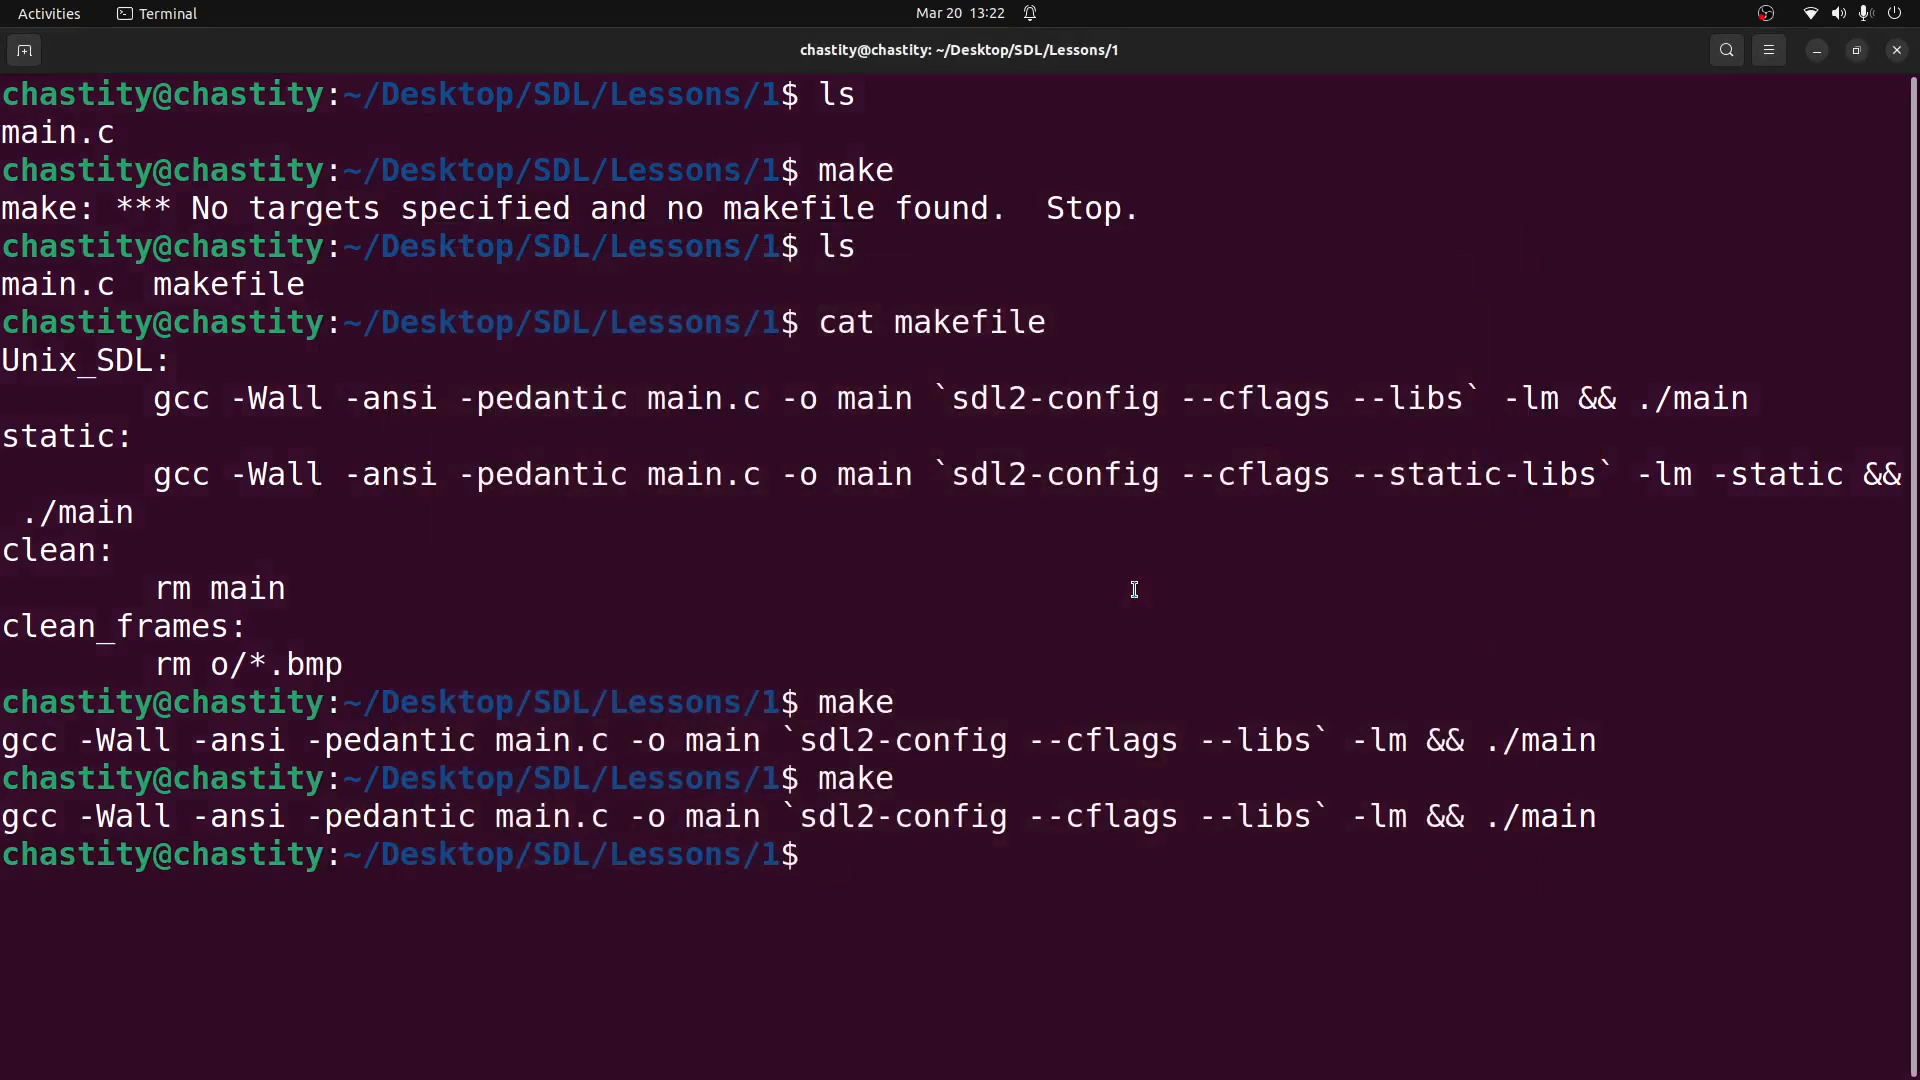 Activities Terminal Mar 20 13:22
chastity@chastity: ~/Desktop/SDL/Lessons/1
chastity@chastity:~/Desktop/SDL/Lessons/1$ ls
main.c
chastity@chastity:~/Desktop/SDL/Lessons/1$ make
make: *** No targets specified and no makefile found.  Stop.
chastity@chastity:~/Desktop/SDL/Lessons/1$ ls
main.c  makefile
chastity@chastity:~/Desktop/SDL/Lessons/1$ cat makefile
Unix_SDL:
        gcc -Wall -ansi -pedantic main.c -o main `sdl2-config --cflags --libs` -lm && ./main
static:
        gcc -Wall -ansi -pedantic main.c -o main `sdl2-config --cflags --static-libs` -lm -static &&
 ./main
clean:
        rm main
clean_frames:
        rm o/*.bmp
chastity@chastity:~/Desktop/SDL/Lessons/1$ make
gcc -Wall -ansi -pedantic main.c -o main `sdl2-config --cflags --libs` -lm && ./main
chastity@chastity:~/Desktop/SDL/Lessons/1$ make
gcc -Wall -ansi -pedantic main.c -o main `sdl2-config --cflags --libs` -lm && ./main
chastity@chastity:~/Desktop/SDL/Lessons/1$